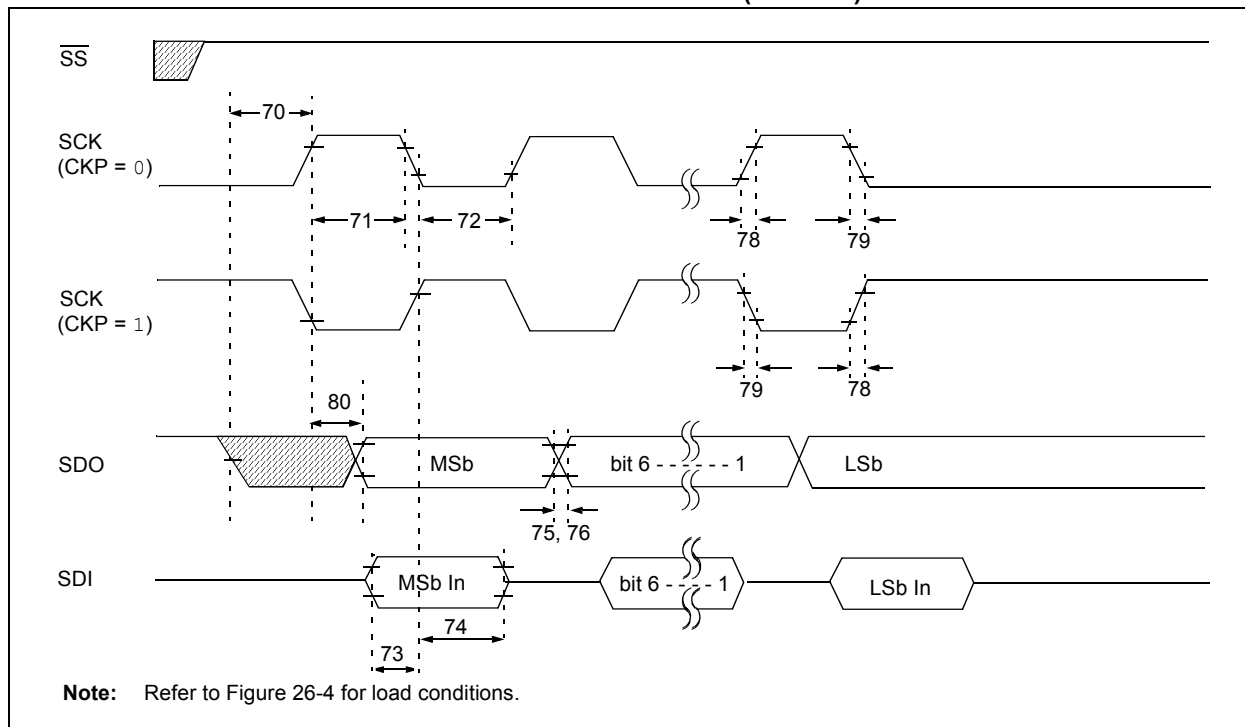 SS
70
SCK
(CKP = 0)
71
72
78
79
SCK
(CKP = 1)
79
78
80
SDO
MSb
bit 6 - - - - - - 1
LSb
75, 76
SDI
MSb In
bit 6 - - - - 1
LSb In
74
73
Note: Refer to Figure 26-4 for load conditions.